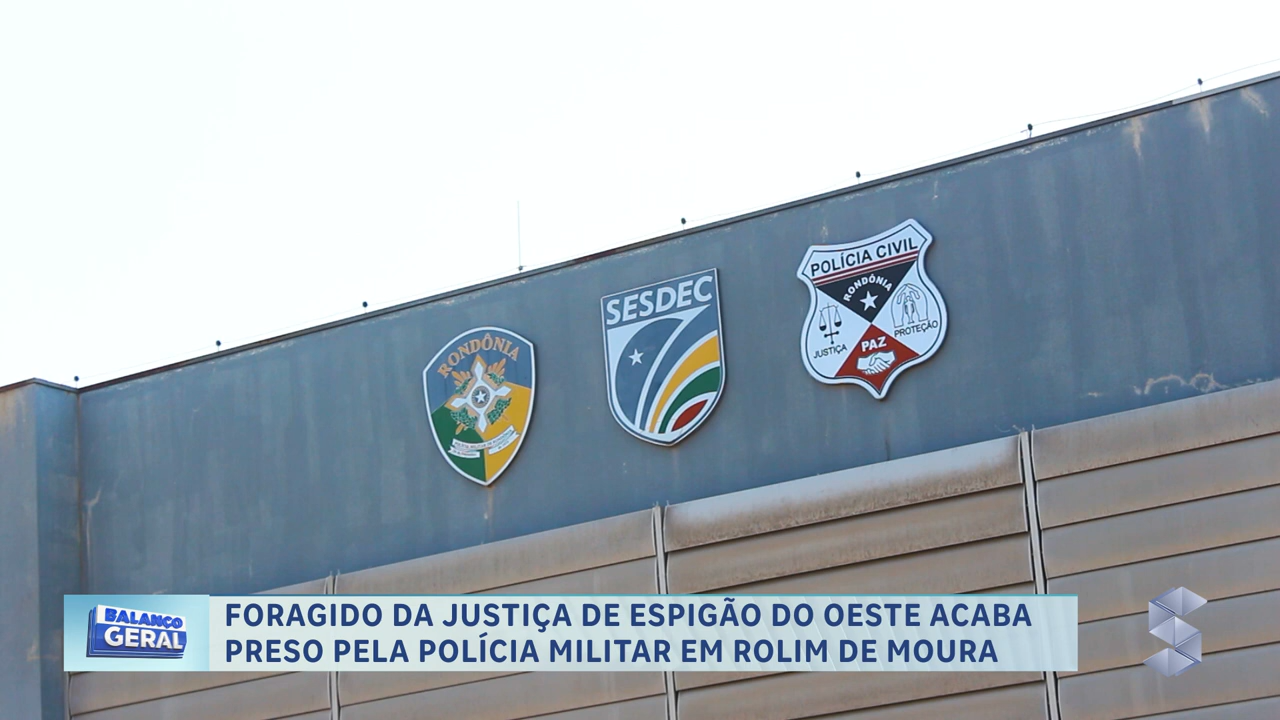 RONDÔNIA
SESDEC
POLÍCIA CIVIL
RONDÔNIA
JUSTIÇA
PROTEÇÃO
PAZ
BALANÇO
GERAL
FORAGIDO DA JUSTIÇA DE ESPIGÃO DO OESTE ACABA
PRESO PELA POLÍCIA MILITAR EM ROLIM DE MOURA